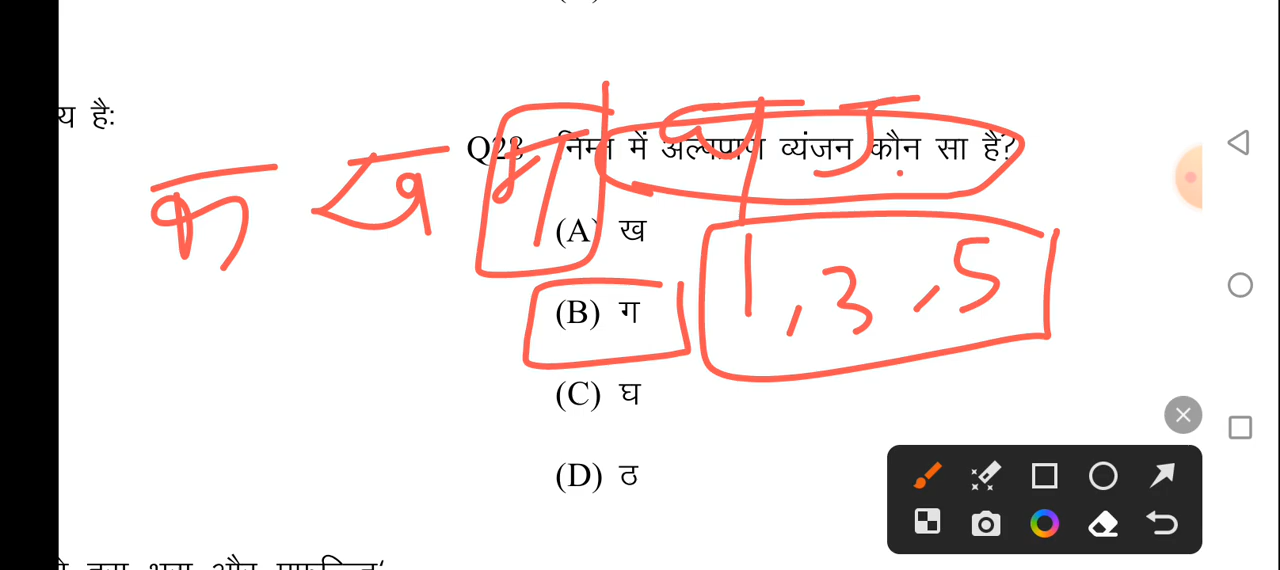 य है:
Q23 निम्न में अल्पप्राण व्यंजन कौन सा है?
क ख ग घ ङ
(A) ख
(B) ग
1, 3, 5
(C) घ
(D) ठ